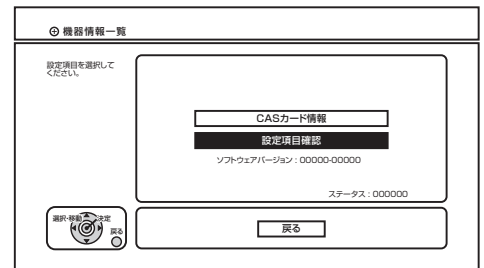 機器情報一覧
設定項目を選択して
ください。
CASカード情報
設定項目確認
ソフトウェアバージョン : 00000-00000
ステータス : 000000
選択・移動
決定
戻る
戻る